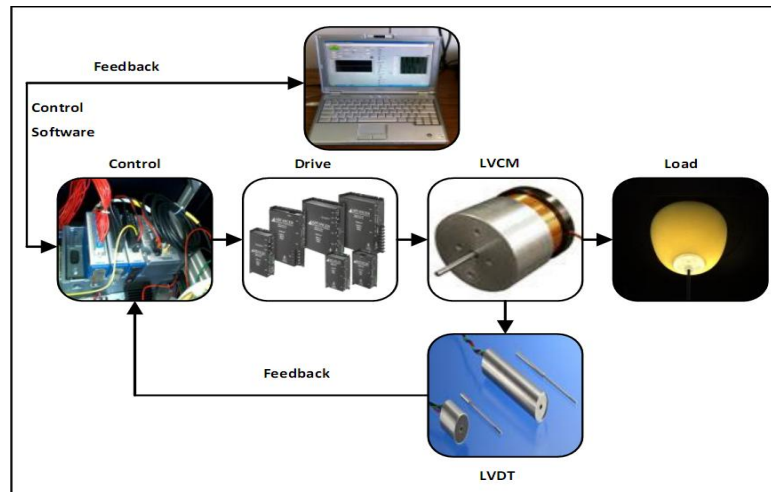 Feedback
Control
Software
Control
Drive
LVCM
Load
Feedback
LVDT